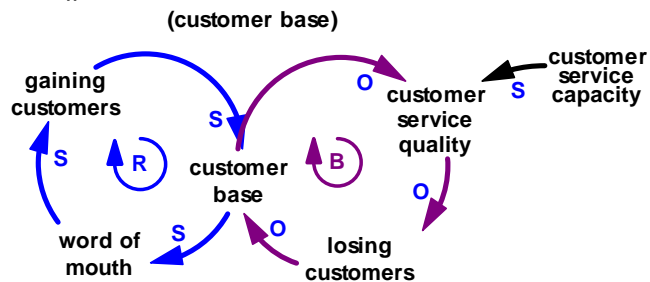 (customer base)
gaining
customers
S
R
S
word of
mouth
S
customer
base
B
O
customer
service
quality
S
customer
service
capacity
O
losing
customers
O